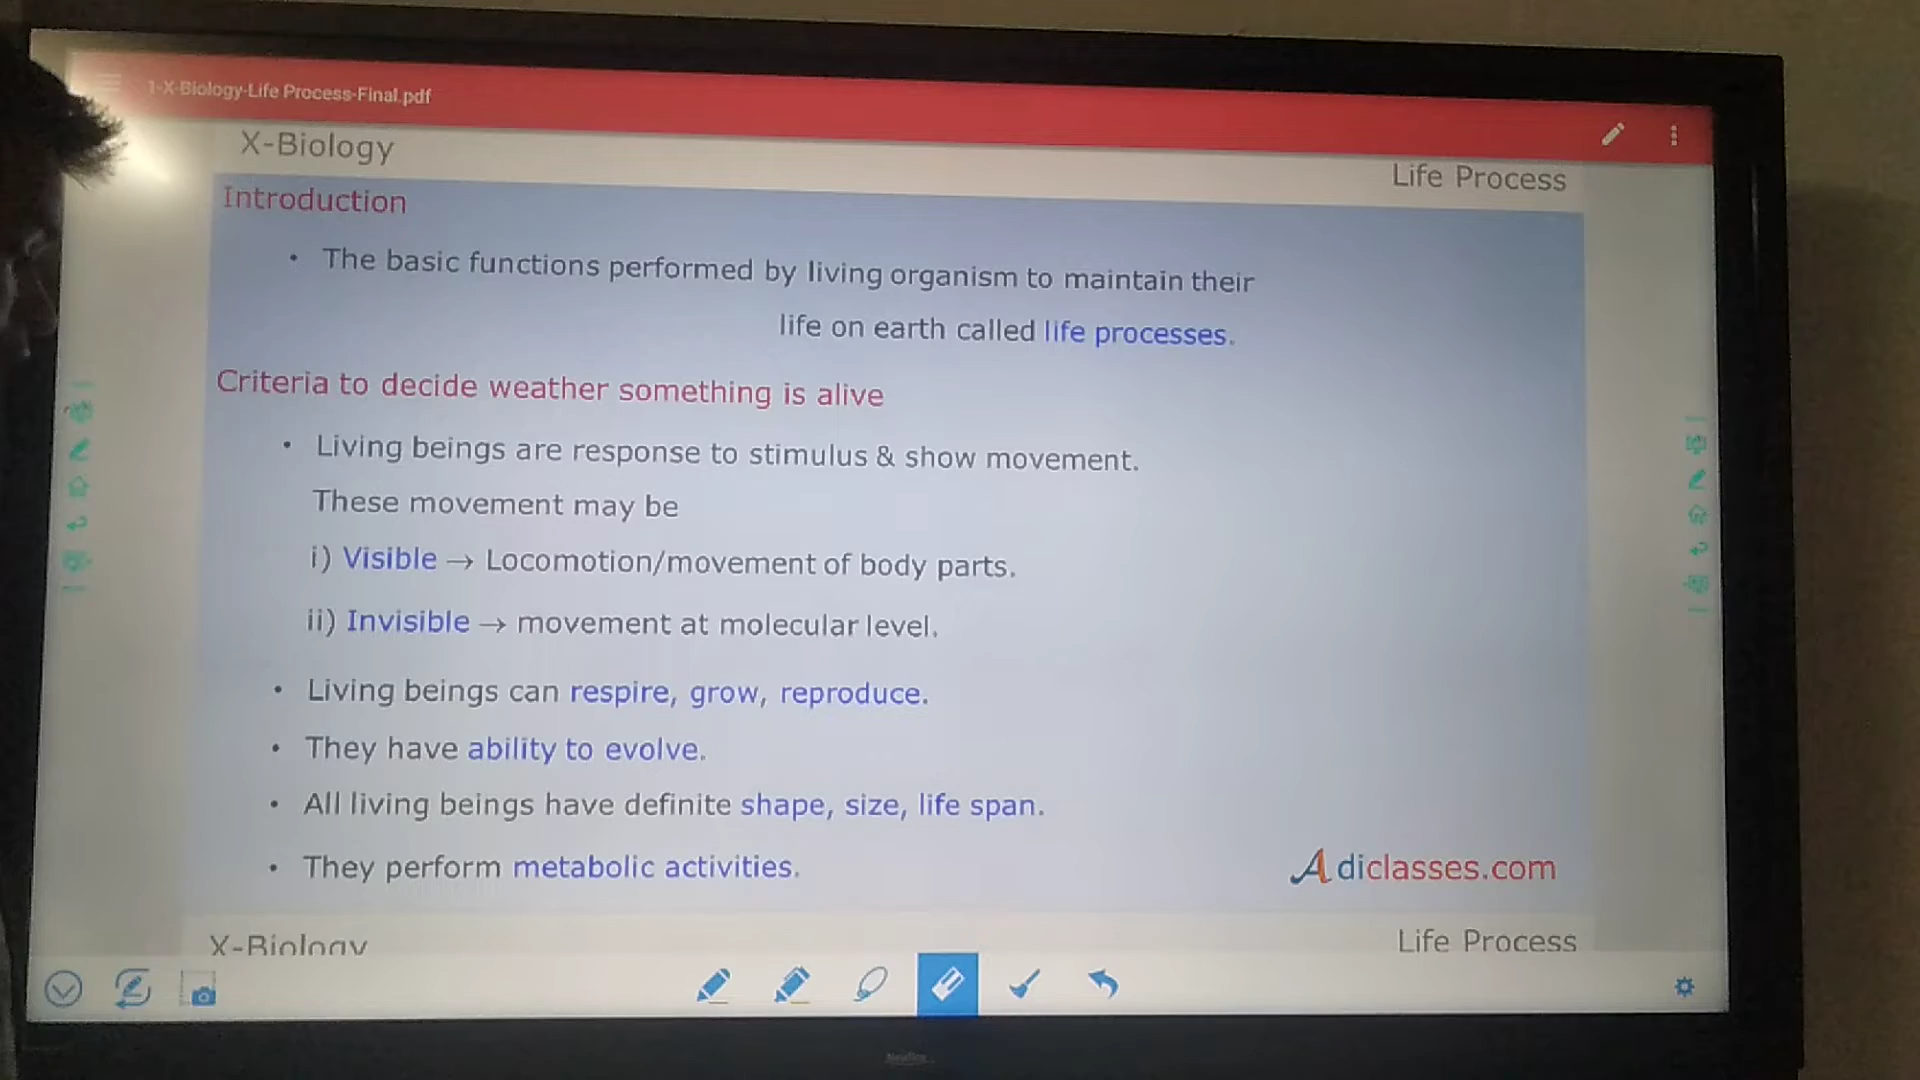 1-X-Biology-Life Process-Final.pdf
X-Biology
Life Process
Introduction
• The basic functions performed by living organism to maintain their
life on earth called life processes.
Criteria to decide weather something is alive
• Living beings are response to stimulus & show movement.
These movement may be
i) Visible → Locomotion/movement of body parts.
ii) Invisible → movement at molecular level.
• Living beings can respire, grow, reproduce.
• They have ability to evolve.
• All living beings have definite shape, size, life span.
• They perform metabolic activities.
Adiclasses.com
X-Biology
Life Process